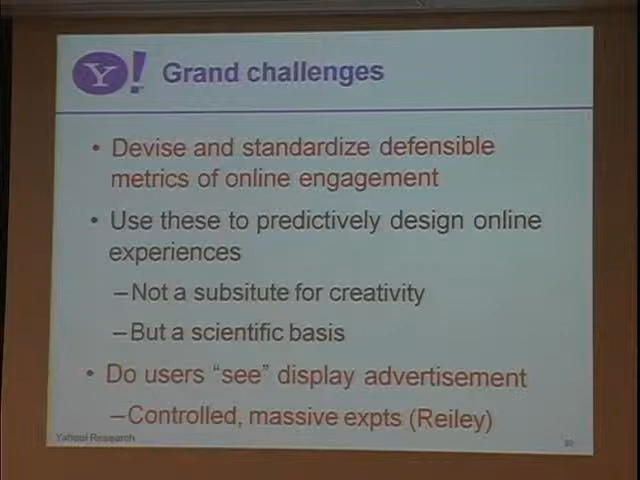 Y!
Grand challenges
• Devise and standardize defensible
metrics of online engagement
• Use these to predictively design online
experiences
–Not a subsitute for creativity
–But a scientific basis
• Do users “see” display advertisement
–Controlled, massive expts (Reiley)
Yahoo! Research